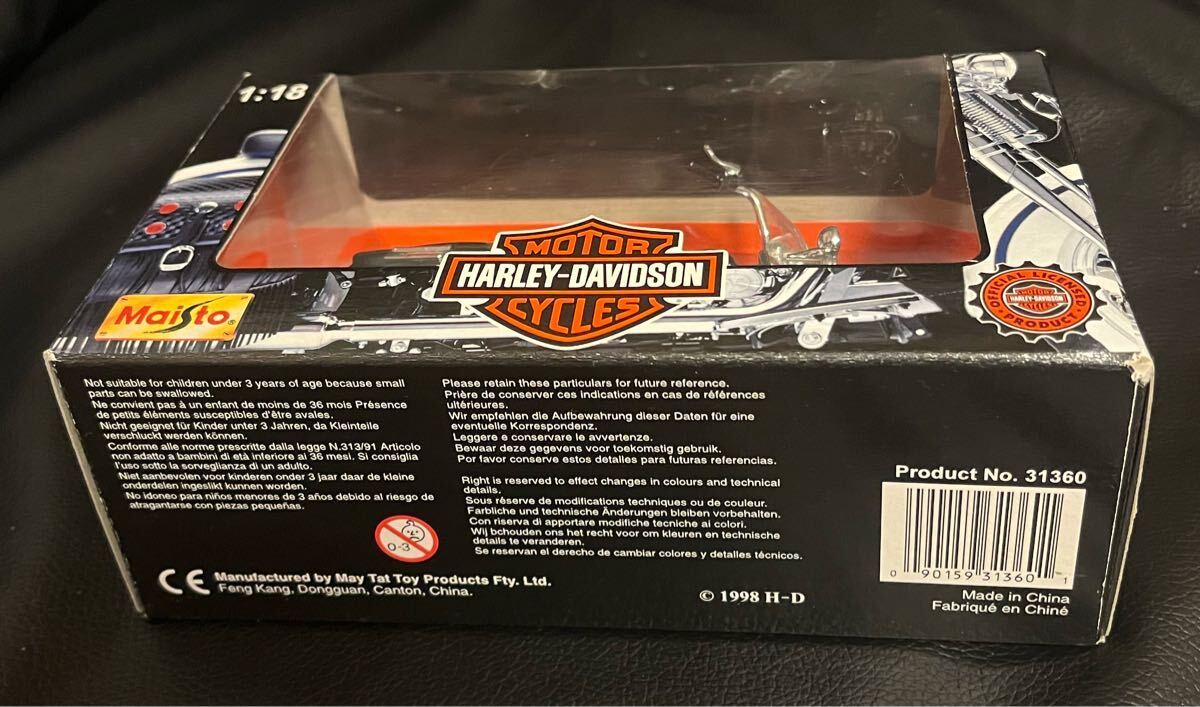 1:18
MOTOR
HARLEY-DAVIDSON
CYCLES
Maisto®
OFFICIAL LICENSED
MOTOR
HARLEY-DAVIDSON
CYCLES
PRODUCT
Not suitable for children under 3 years of age because small
parts can be swallowed.
Ne convient pas à un enfant de moins de 36 mois Présence
de petits éléments susceptibles d'être avales.
Nicht geeignet für Kinder unter 3 Jahren, da Kleinteile
verschluckt werden können.
Conforme alle norme prescritte dalla legge N.313/91 Articolo
non adatto a bambini di età inferiore ai 36 mesi. Si consiglia
l'uso sotto la sorveglianza di un adulto.
Niet aanbevolen voor kinderen onder 3 jaar daar de kleine
onderdelen ingeslikt kunnen worden.
No idoneo para niños menores de 3 años debido al riesgo de
atragantarse con piezas pequeñas.
0-3
CE Manufactured by May Tat Toy Products Fty. Ltd.
Feng Kang, Dongguan, Canton, China.
Please retain these particulars for future reference.
Prière de conserver ces indications en cas de références
ultérieures.
Wir empfehlen die Aufbewahrung dieser Daten für eine
eventuelle Korrespondenz.
Leggere e conservare le avvertenze.
Bewaar deze gegevens voor toekomstig gebruik.
Por favor conserve estos detalles para futuras referencias.
Right is reserved to effect changes in colours and technical
details.
Sous réserve de modifications techniques ou de couleur.
Farbliche und technische Änderungen bleiben vorbehalten.
Con riserva di apportare modifiche tecniche ai colori.
Wij bchouden ons het recht voor om kleuren en technische
details te veranderen.
Se reservan el derecho de cambiar colores y detalles técnicos.
© 1998 H-D
Product No. 31360
0 90159 31360 1
Made in China
Fabriqué en Chiné